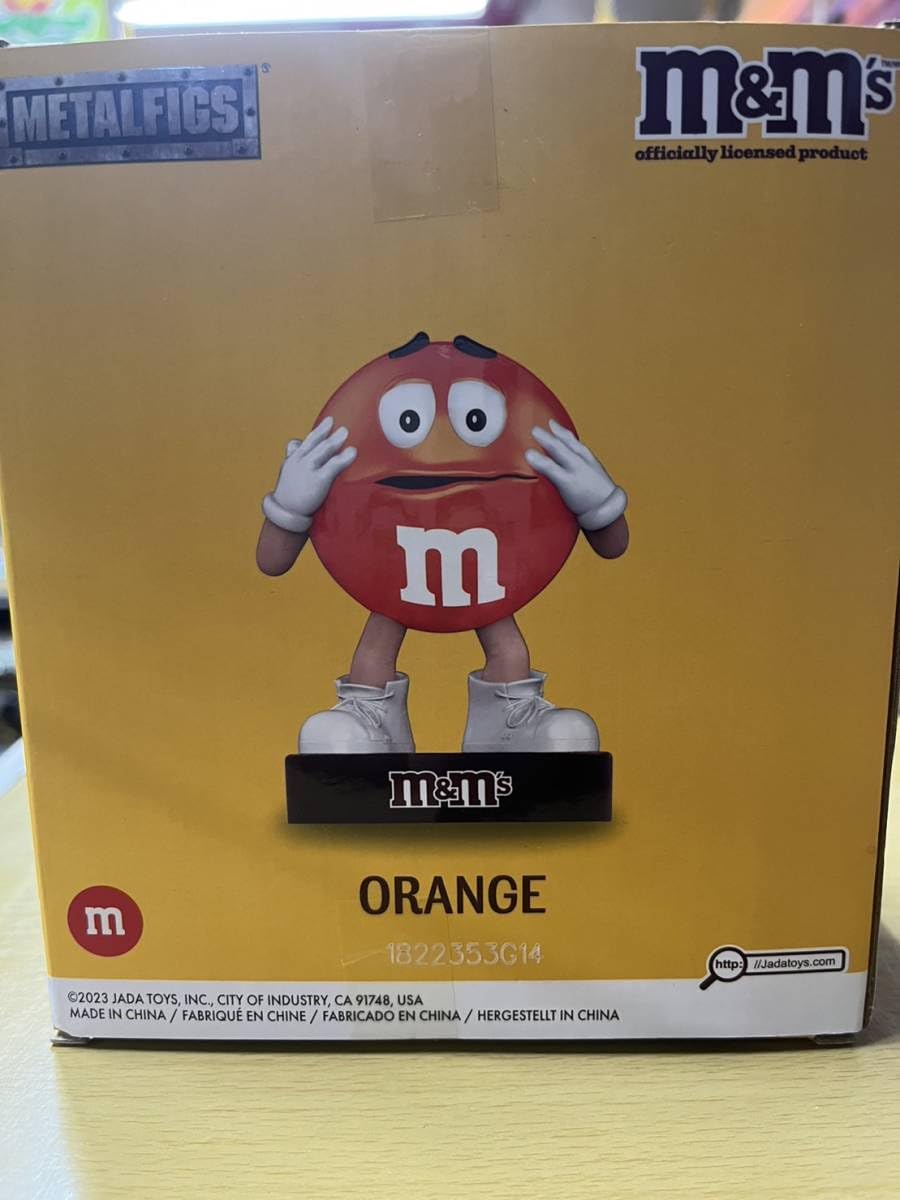 METALFIGS
m&m's
officially licensed product
m
m&m's
ORANGE
m
1822353G14
http: //Jadatoys.com
©2023 JADA TOYS, INC., CITY OF INDUSTRY, CA 91748, USA
MADE IN CHINA / FABRIQUÉ EN CHINE / FABRICADO EN CHINA / HERGESTELLT IN CHINA